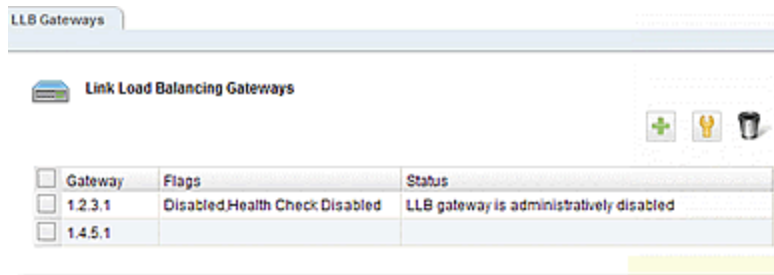 LLB Gateways
Link Load Balancing Gateways
Gateway Flags Status
1.2.3.1 Disabled,Health Check Disabled LLB gateway is administratively disabled
1.4.5.1